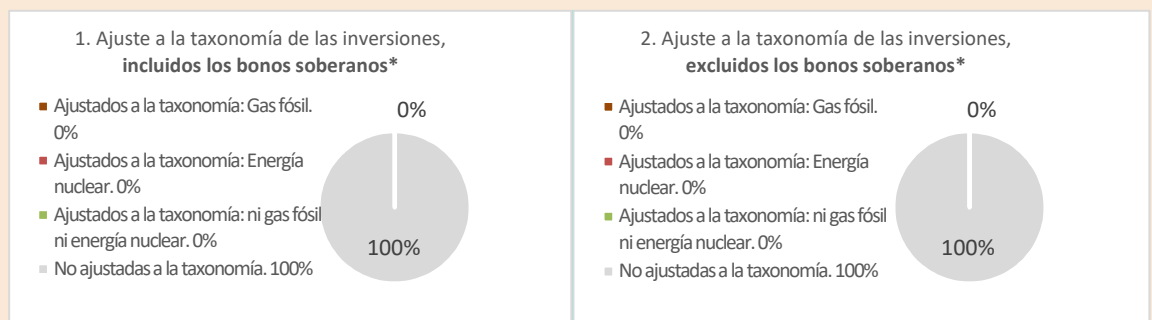 1. Ajuste a la taxonomía de las inversiones,
incluidos los bonos soberanos*
Ajustados a la taxonomía: Gas fósil.
0%
Ajustados a la taxonomía: Energía
nuclear. 0%
Ajustados a la taxonomía: ni gas fósil
ni energía nuclear. 0%
No ajustadas a la taxonomía. 100%
0%
100%
2. Ajuste a la taxonomía de las inversiones,
excluidos los bonos soberanos*
Ajustados a la taxonomía: Gas fósil.
0%
Ajustados a la taxonomía: Energía
nuclear. 0%
Ajustados a la taxonomía: ni gas fósil
ni energía nuclear. 0%
No ajustadas a la taxonomía. 100%
0%
100%